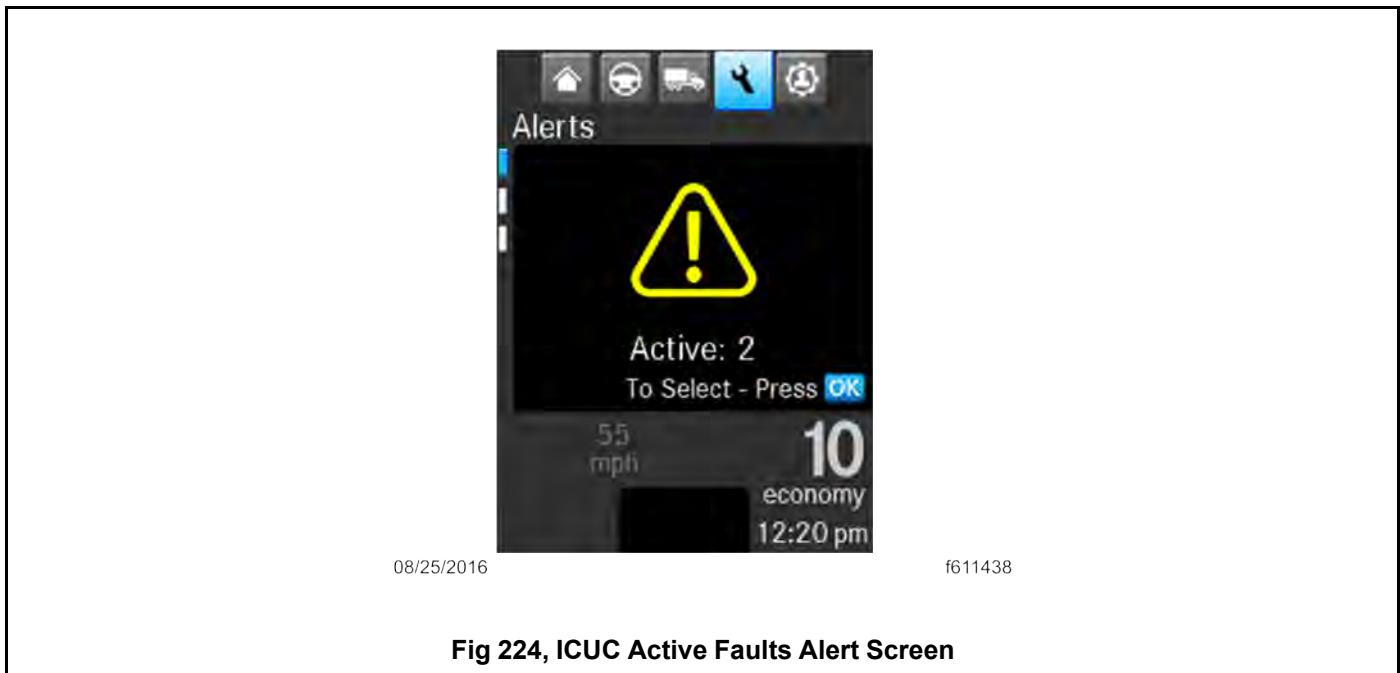 Alerts
Active: 2
To Select - Press OK
55
mph
10
economy
12:20 pm
08/25/2016
f611438
Fig 224, ICUC Active Faults Alert Screen